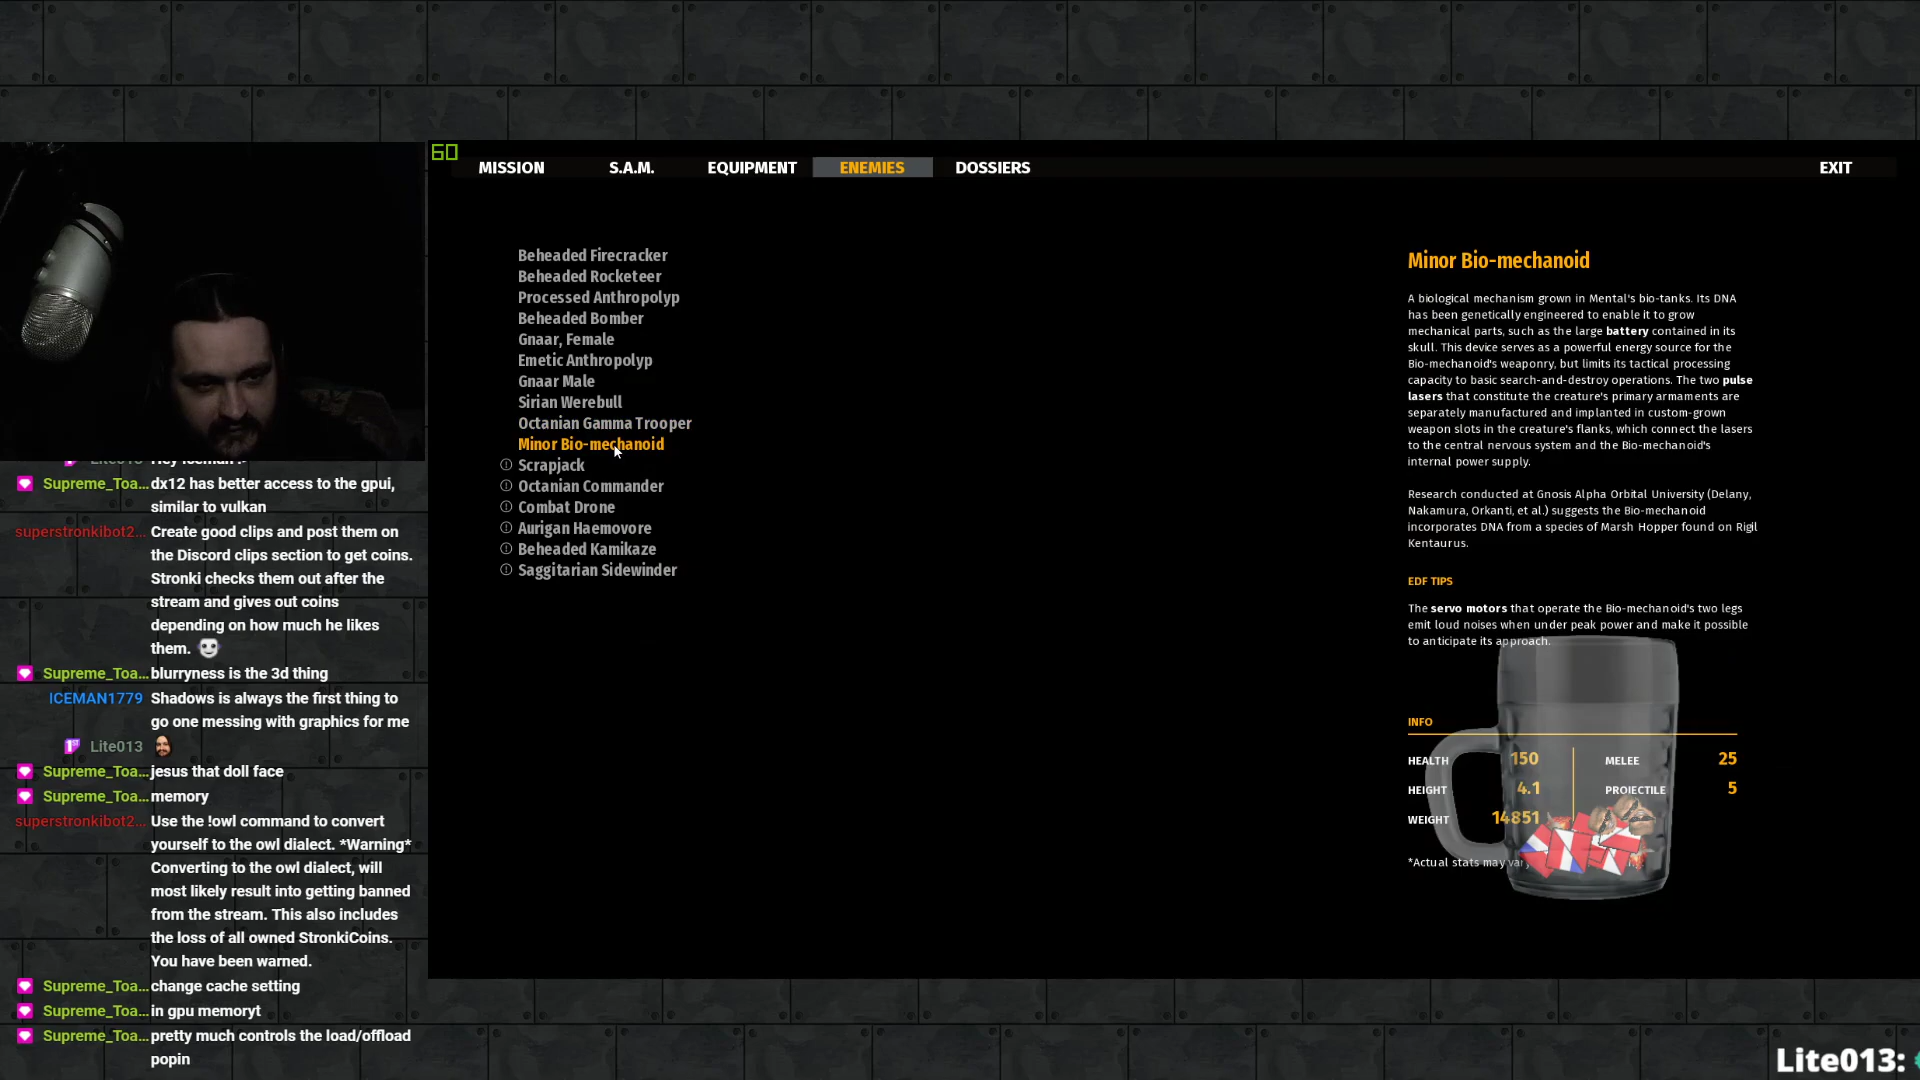 60
MISSION
S.A.M.
EQUIPMENT
ENEMIES
DOSSIERS
EXIT
Beheaded Firecracker
Beheaded Rocketeer
Processed Anthropolyp
Beheaded Bomber
Gnaar, Female
Emetic Anthropolyp
Gnaar Male
Sirian Werebull
Octanian Gamma Trooper
Minor Bio-mechanoid
Scrapjack
Octanian Commander
Combat Drone
Aurigan Haemovore
Beheaded Kamikaze
Saggitarian Sidewinder
Minor Bio-mechanoid
A biological mechanism grown in Mental's bio-tanks. Its DNA
has been genetically engineered to enable it to grow
mechanical parts, such as the large battery contained in its
skull. This device serves as a powerful energy source for the
Bio-mechanoid's weaponry, but limits its tactical processing
capacity to basic search-and-destroy operations. The two pulse
lasers that constitute the creature's primary armaments are
separately manufactured and implanted in custom-grown
weapon slots in the creature's flanks, which connect the lasers
to the central nervous system and the Bio-mechanoid's
internal power supply.
Research conducted at Gnosis Alpha Orbital University (Delany,
Nakamura, Orkanti, et al.) suggests the Bio-mechanoid
incorporates DNA from a species of Marsh Hopper found on Rigil
Kentaurus.
EDF TIPS
The servo motors that operate the Bio-mechanoid's two legs
emit loud noises when under peak power and make it possible
to anticipate its approach.
INFO
HEALTH 150 MELEE 25
HEIGHT 4.1 PROJECTILE 5
WEIGHT 14851
*Actual stats may
Supreme_Toa... dx12 has better access to the gpui,
similar to vulkan
superstronkibot2... Create good clips and post them on
the Discord clips section to get coins.
Stronki checks them out after the
stream and gives out coins
depending on how much he likes
them.
Supreme_Toa... blurryness is the 3d thing
ICEMAN1779 Shadows is always the first thing to
go one messing with graphics for me
Lite013
Supreme_Toa... jesus that doll face
Supreme_Toa... memory
superstronkibot2... Use the !owl command to convert
yourself to the owl dialect. *Warning*
Converting to the owl dialect, will
most likely result into getting banned
from the stream. This also includes
the loss of all owned StronkiCoins.
You have been warned.
Supreme_Toa... change cache setting
Supreme_Toa... in gpu memoryt
Supreme_Toa... pretty much controls the load/offload
popin
Lite013: